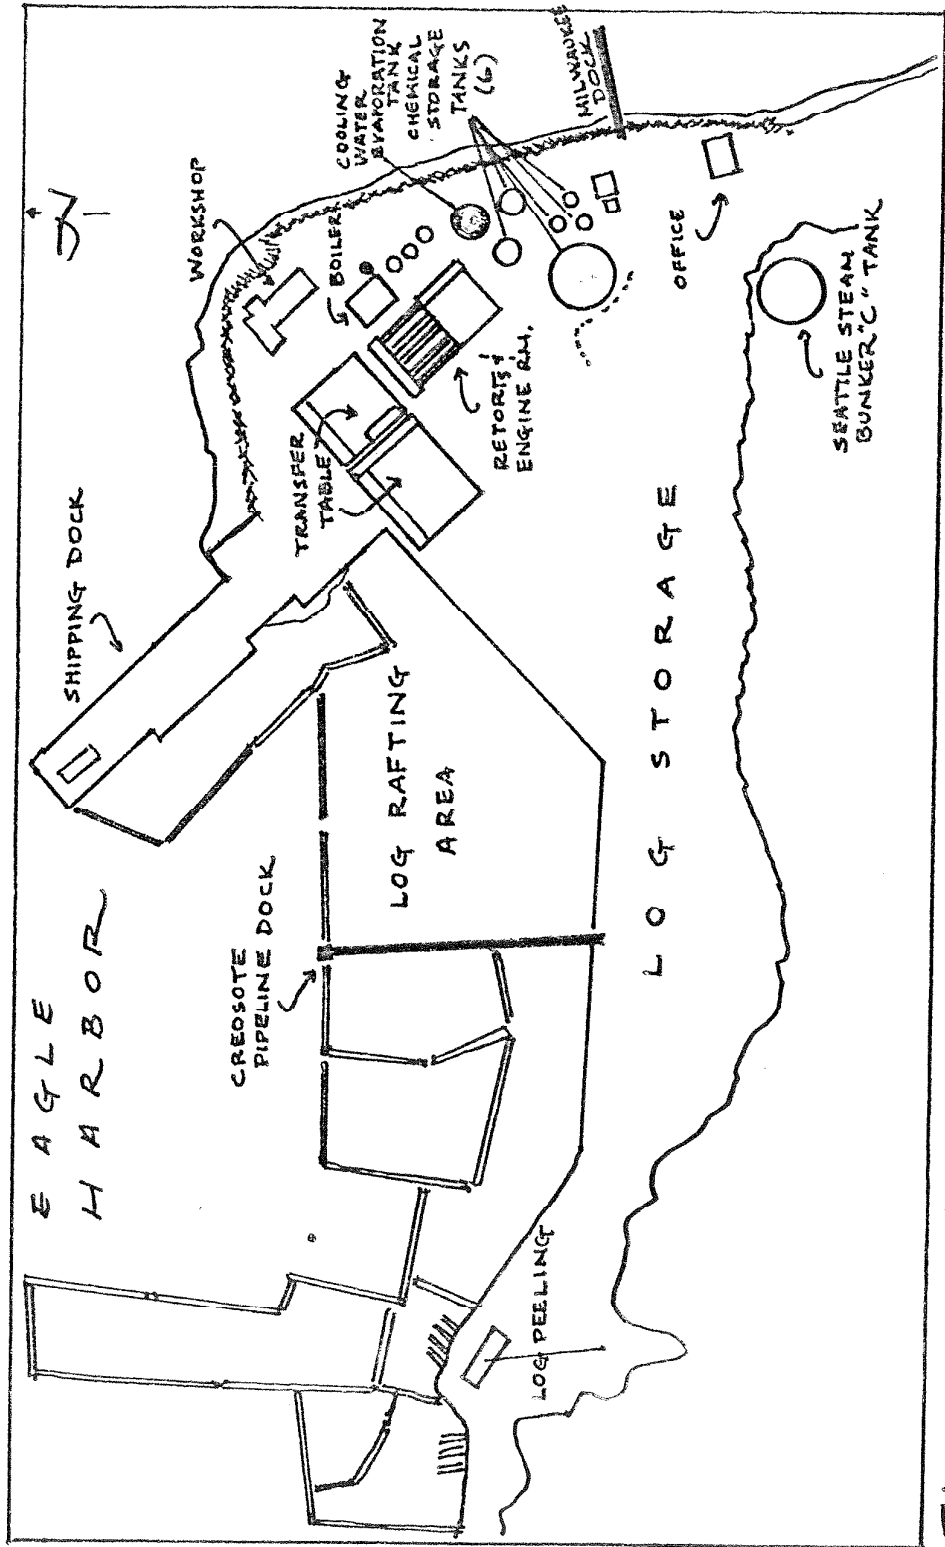 EAGLE
HARBOR
SHIPPING DOCK
N
WORKSHOP
CREOSOTE
PIPELINE DOCK
TRANSFER
TABLE
BOILER
COOLING
WATER
EVAPORATION
TANK
CHEMICAL
STORAGE
TANKS
(6)
LOG RAFTING
AREA
RETORTS &
ENGINE RM.
MILWAUKEE
DOCK
LOG PEELING
LOG STORAGE
OFFICE
SEATTLE STEAM
BUNKER "C" TANK